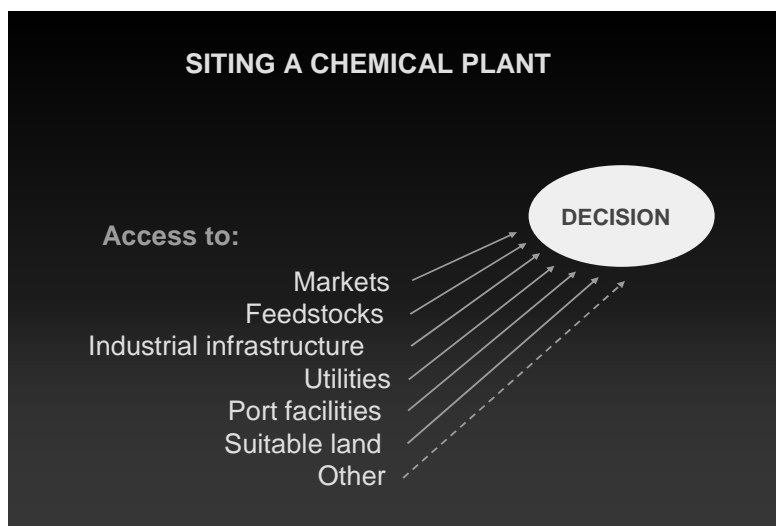 SITING A CHEMICAL PLANT
DECISION
Access to:
Markets
Feedstocks
Industrial infrastructure
Utilities
Port facilities
Suitable land
Other